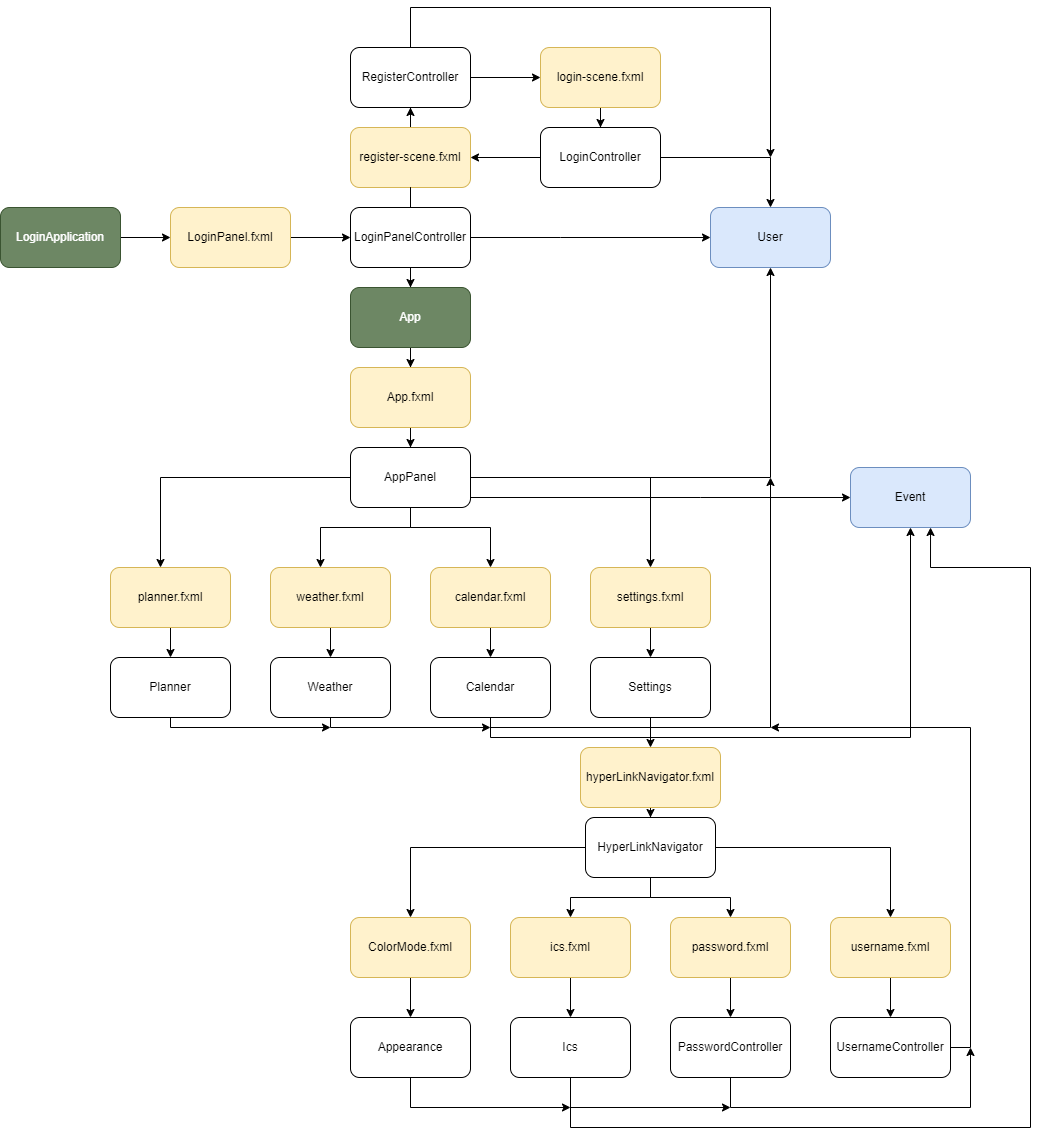 RegisterController
login-scene.fxml
register-scene.fxml
LoginController
LoginApplication
LoginPanel.fxml
LoginPanelController
User
App
App.fxml
AppPanel
Event
planner.fxml
weather.fxml
calendar.fxml
settings.fxml
Planner
Weather
Calendar
Settings
hyperLinkNavigator.fxml
HyperLinkNavigator
ColorMode.fxml
ics.fxml
password.fxml
username.fxml
Appearance
Ics
PasswordController
UsernameController